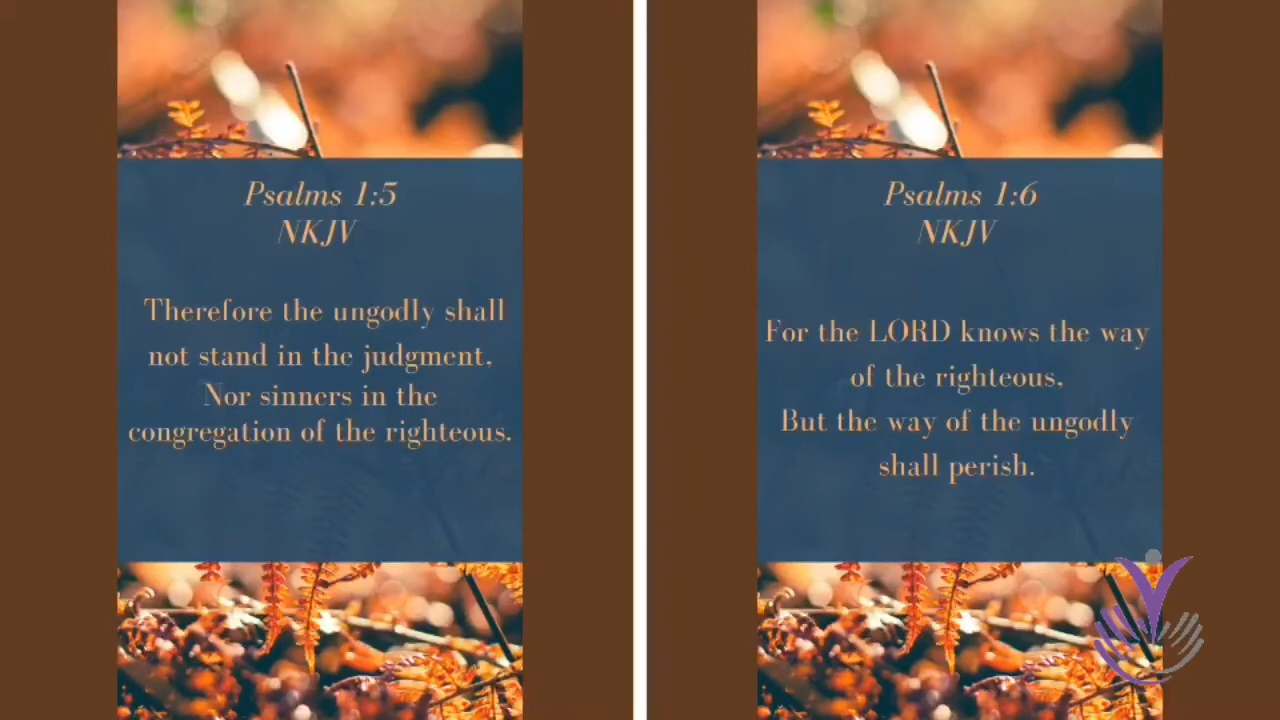 Psalms 1:5
NKJV
Therefore the ungodly shall
not stand in the judgment,
Nor sinners in the
congregation of the righteous.
Psalms 1:6
NKJV
For the LORD knows the way
of the righteous,
But the way of the ungodly
shall perish.